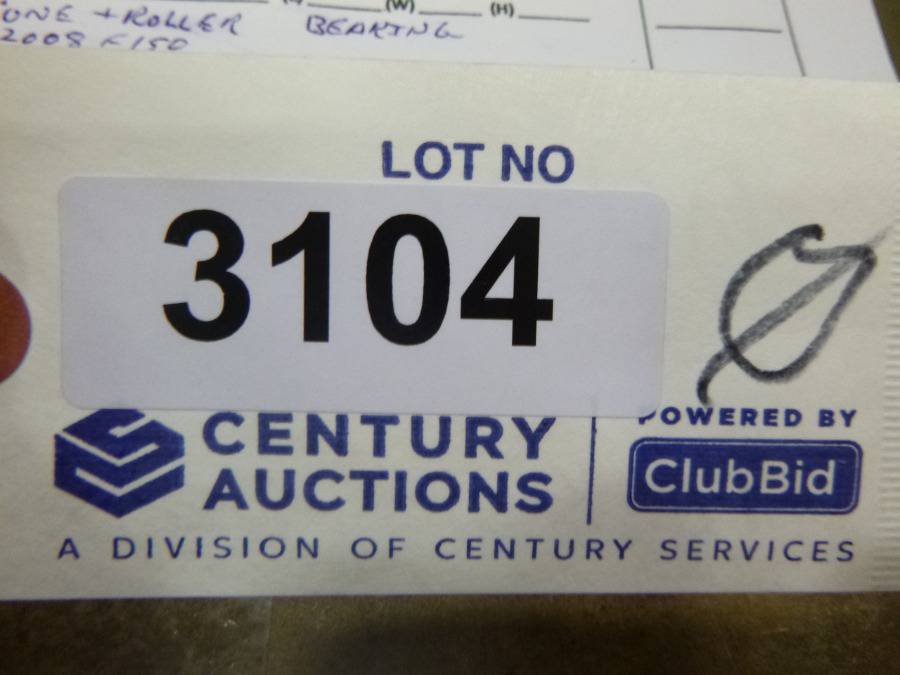 (W) (H)
ONE + ROLLER BEARING
2008 F150
LOT NO
3104
CENTURY
AUCTIONS
POWERED BY
ClubBid
A DIVISION OF CENTURY SERVICES